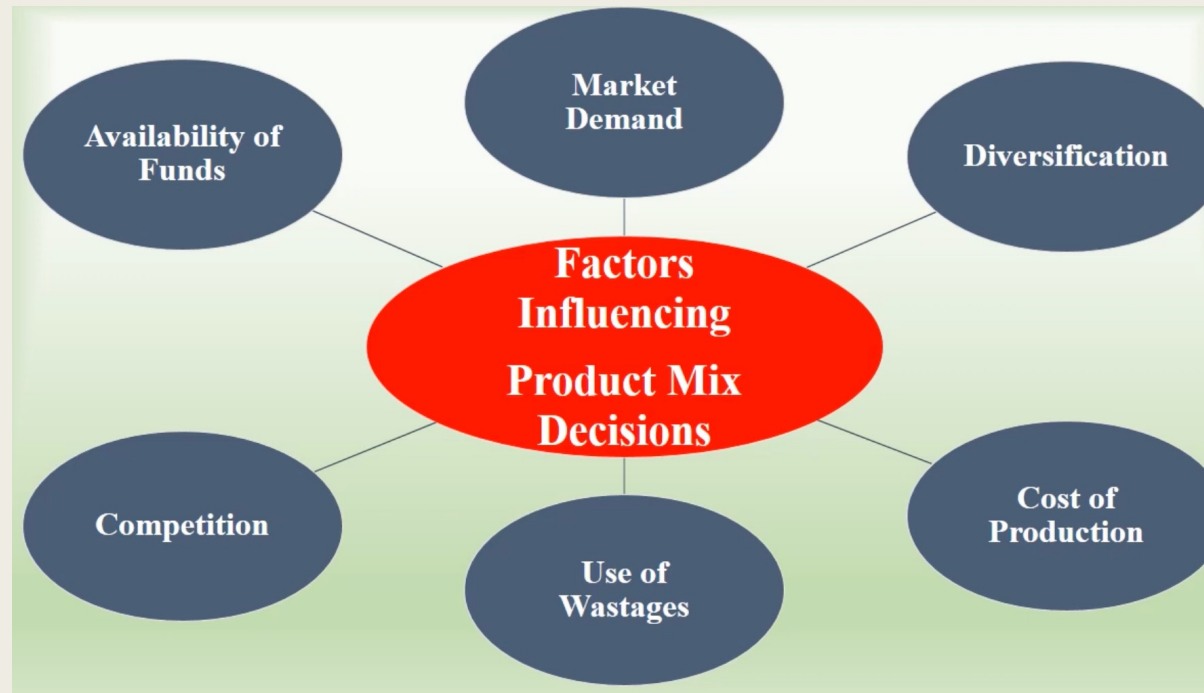 Market
Demand
Availability of
Funds
Diversification
Factors
Influencing
Product Mix
Decisions
Competition
Cost of
Production
Use of
Wastages